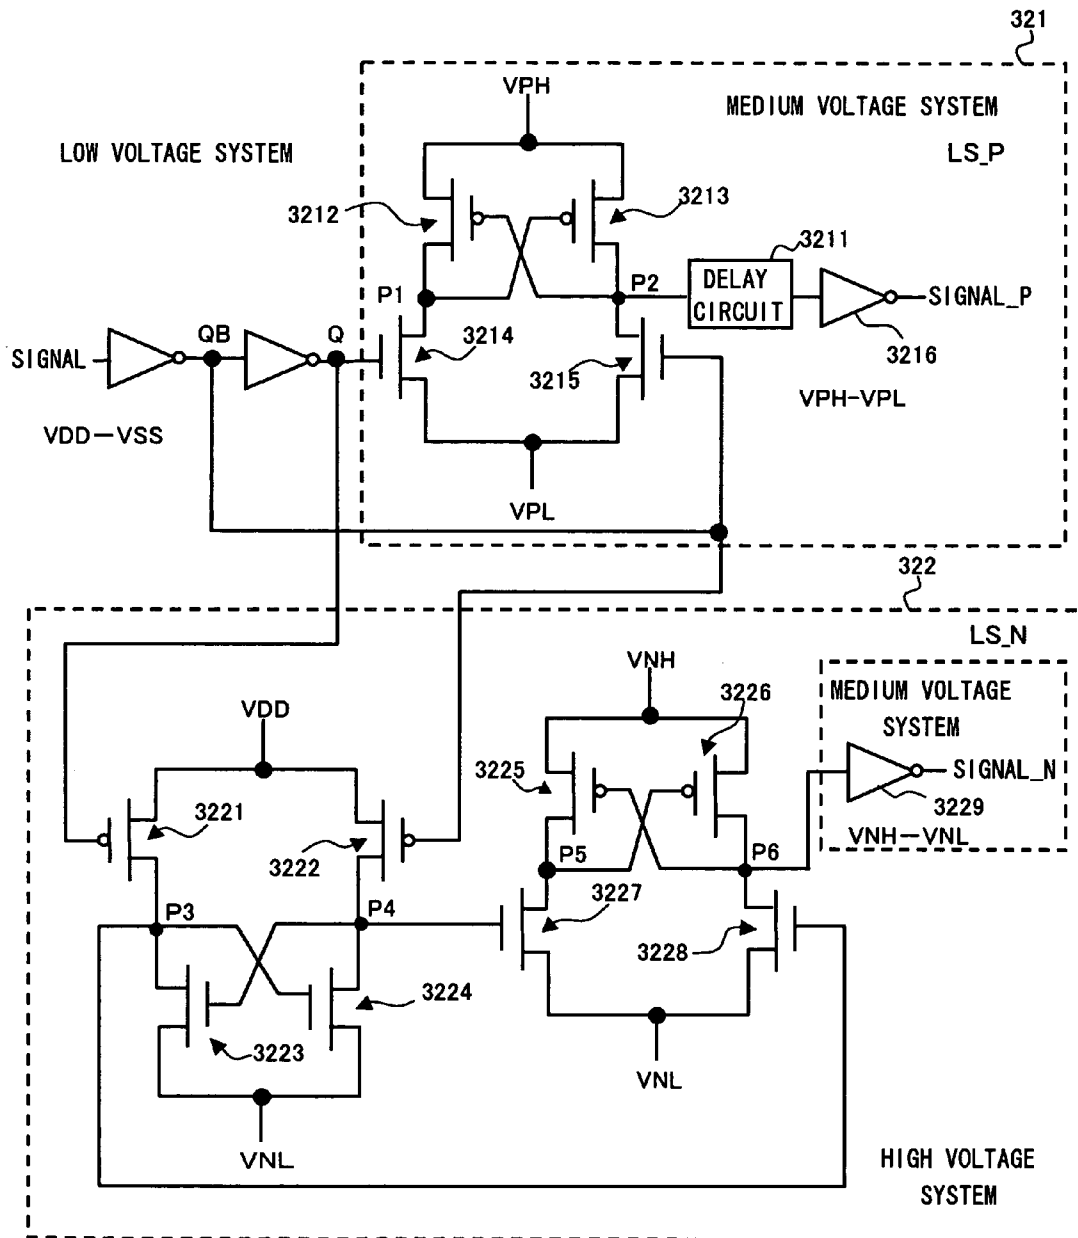 321
VPH
MEDIUM VOLTAGE SYSTEM
LOW VOLTAGE SYSTEM
LS_P
3212
3213
3211
P1
P2
DELAY
CIRCUIT
SIGNAL_P
QB
Q
3214
3216
SIGNAL
3215
VPH-VPL
VDD-VSS
VPL
322
LS_N
VNH
3226
MEDIUM VOLTAGE
SYSTEM
VDD
3225
SIGNAL_N
3221
3229
3222
VNH-VNL
P5
P6
P3
P4
3227
3228
3224
3223
VNL
VNL
HIGH VOLTAGE
SYSTEM